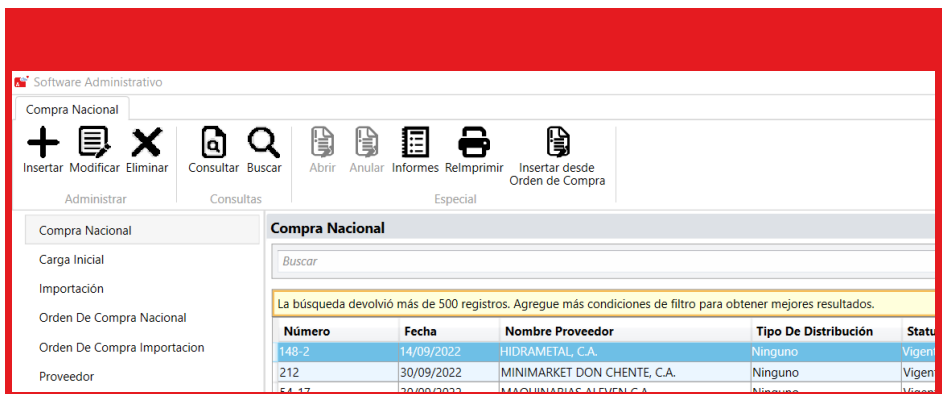 Software Administrativo
Compra Nacional
Insertar Modificar Eliminar Consultar Buscar Abrir Anular Informes ReImprimir Insertar desde
Orden de Compra
Administrar Consultas Especial
Compra Nacional
Carga Inicial
Importación
Orden De Compra Nacional
Orden De Compra Importacion
Proveedor
Compra Nacional
Buscar
La búsqueda devolvió más de 500 registros. Agregue más condiciones de filtro para obtener mejores resultados.
Número Fecha Nombre Proveedor Tipo De Distribución Statu
148-2 14/09/2022 HIDRAMETAL, C.A. Ninguno Vigent
212 30/09/2022 MINIMARKET DON CHENTE, C.A. Ninguno Vigent